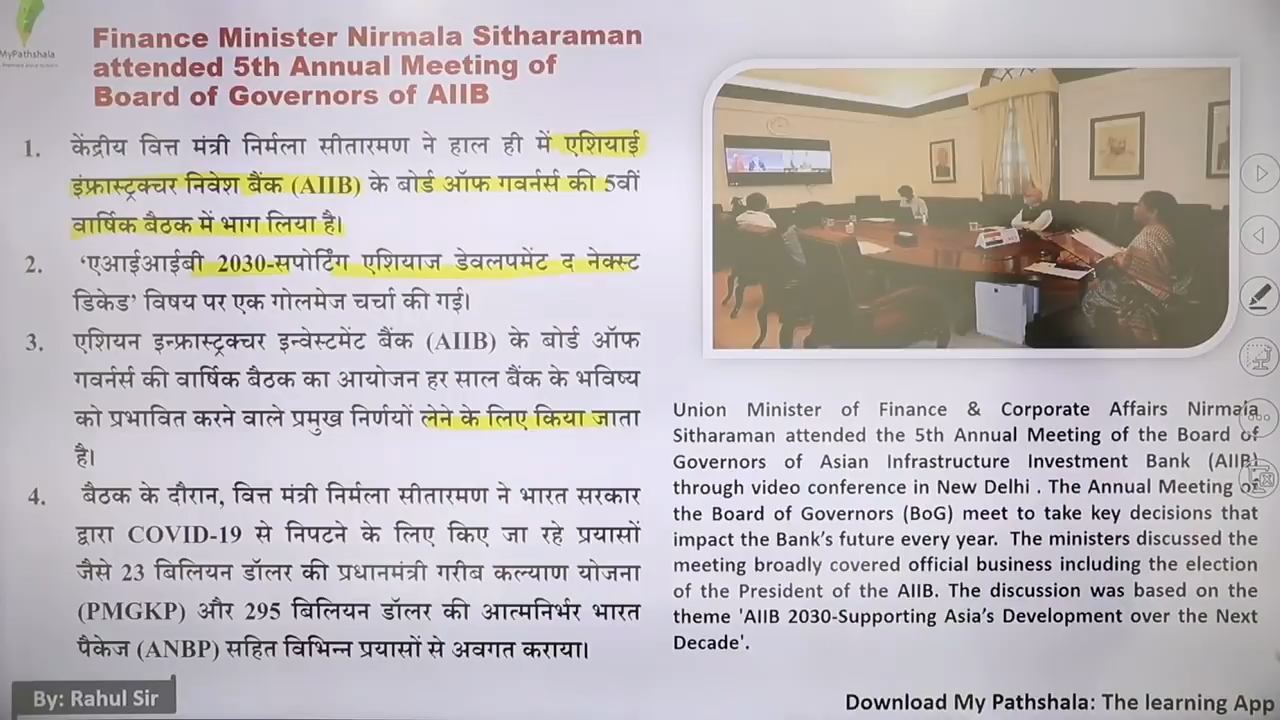 MyPathshala
Finance Minister Nirmala Sitharaman
attended 5th Annual Meeting of
Board of Governors of AIIB
1. केंद्रीय वित्त मंत्री निर्मला सीतारमण ने हाल ही में एशियाई
इंफ्रास्ट्रक्चर निवेश बैंक (AIIB) के बोर्ड ऑफ गवर्नर्स की 5वीं
वार्षिक बैठक में भाग लिया है।
2. ‘एआईआईबी 2030-सपोर्टिंग एशियाज डेवलपमेंट द नेक्स्ट
डिकेड’ विषय पर एक गोलमेज चर्चा की गई।
3. एशियन इन्फ्रास्ट्रक्चर इन्वेस्टमेंट बैंक (AIIB) के बोर्ड ऑफ
गवर्नर्स की वार्षिक बैठक का आयोजन हर साल बैंक के भविष्य
को प्रभावित करने वाले प्रमुख निर्णयों लेने के लिए किया जाता
है।
4. बैठक के दौरान, वित्त मंत्री निर्मला सीतारमण ने भारत सरकार
द्वारा COVID-19 से निपटने के लिए किए जा रहे प्रयासों
जैसे 23 बिलियन डॉलर की प्रधानमंत्री गरीब कल्याण योजना
(PMGKP) और 295 बिलियन डॉलर की आत्मनिर्भर भारत
पैकेज (ANBP) सहित विभिन्न प्रयासों से अवगत कराया।
Union Minister of Finance & Corporate Affairs Nirmala
Sitharaman attended the 5th Annual Meeting of the Board of
Governors of Asian Infrastructure Investment Bank (AIIB)
through video conference in New Delhi . The Annual Meeting of
the Board of Governors (BoG) meet to take key decisions that
impact the Bank’s future every year. The ministers discussed the
meeting broadly covered official business including the election
of the President of the AIIB. The discussion was based on the
theme 'AIIB 2030-Supporting Asia’s Development over the Next
Decade'.
By: Rahul Sir
Download My Pathshala: The learning App